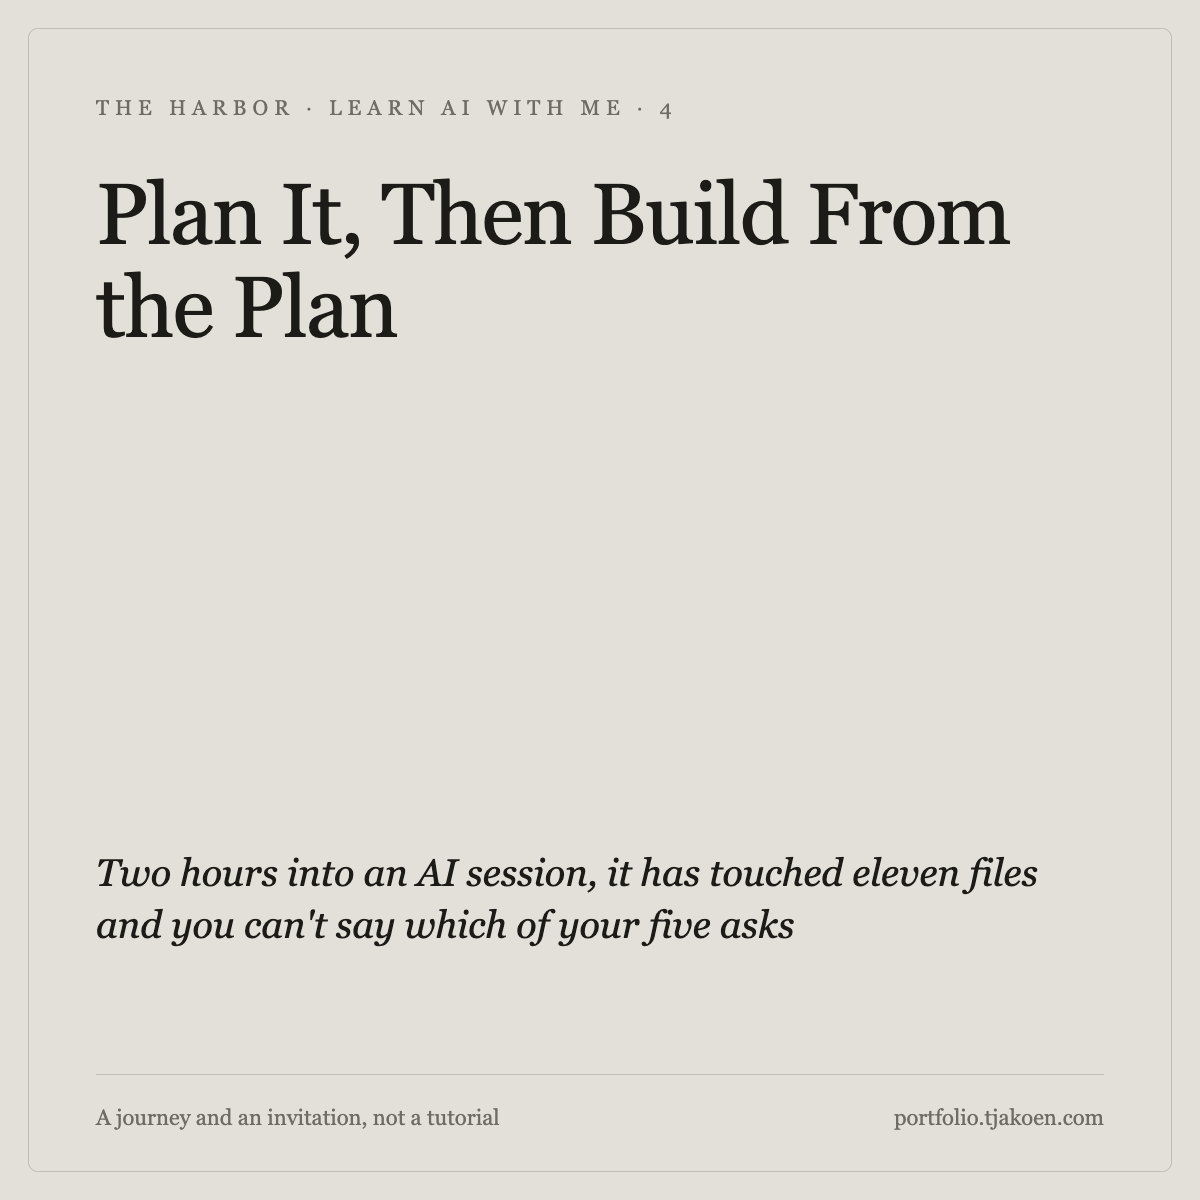 THE HARBOR · LEARN AI WITH ME · 4
Plan It, Then Build From
the Plan
Two hours into an AI session, it has touched eleven files
and you can't say which of your five asks
A journey and an invitation, not a tutorial
portfolio.tjakoen.com